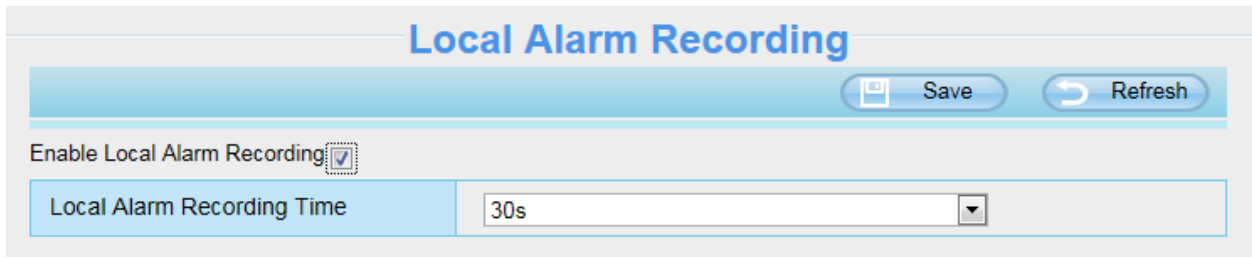 Local Alarm Recording
Save Refresh
Enable Local Alarm Recording
Local Alarm Recording Time 30s